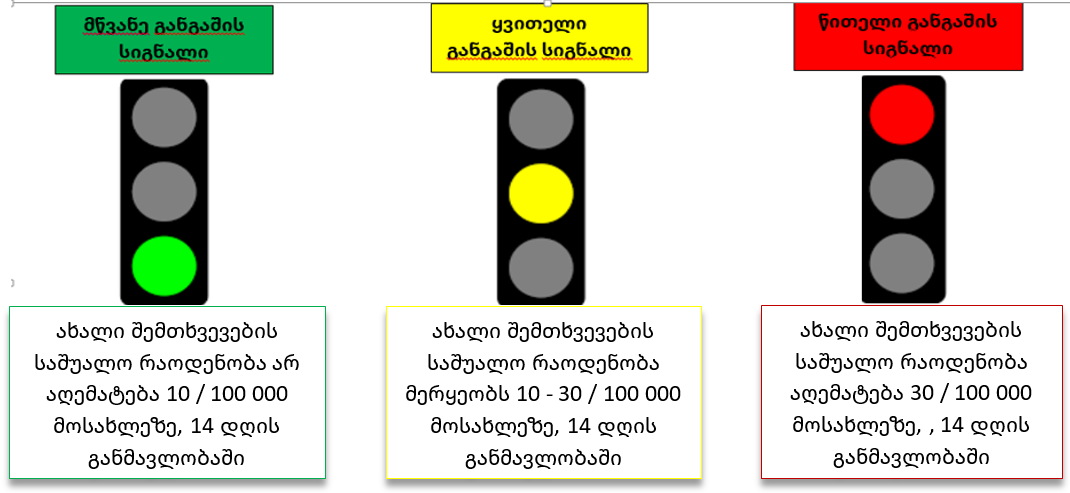 მწვანე განგაშის
სიგნალი
ახალი შემთხვევების
საშუალო რაოდენობა არ
აღემატება 10 / 100 000
მოსახლეზე, 14 დღის
განმავლობაში
ყვითელი
განგაშის სიგნალი
ახალი შემთხვევების
საშუალო რაოდენობა
მერყეობს 10 - 30 / 100 000
მოსახლეზე, 14 დღის
განმავლობაში
წითელი განგაშის
სიგნალი
ახალი შემთხვევების
საშუალო რაოდენობა
აღემატება 30 / 100 000
მოსახლეზე, , 14 დღის
განმავლობაში